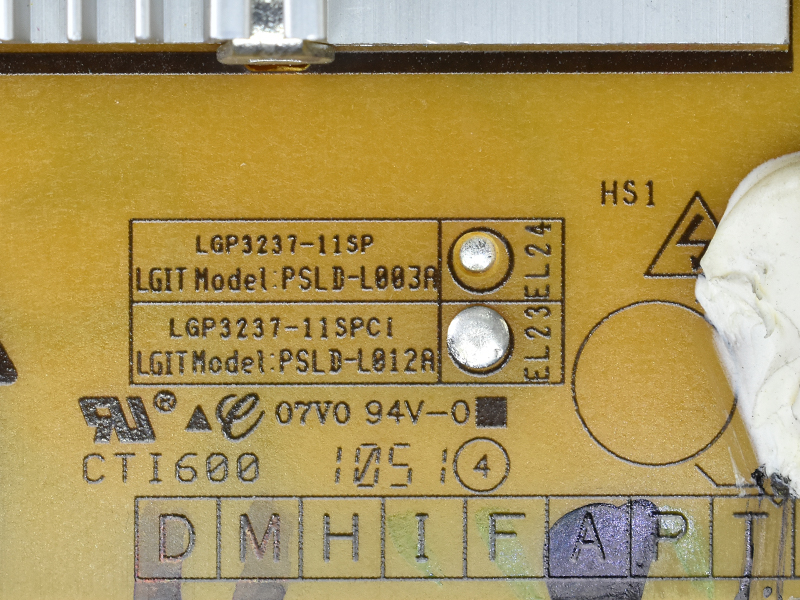 HS1
LGP3237-11SP
LGIT Model:PSLD-L003A
EL24
LGP3237-11SPCi
LGIT Model:PSLD-L012A
EL23
07V0 94V-0
CTI600 1051 4
D M H I F A P T